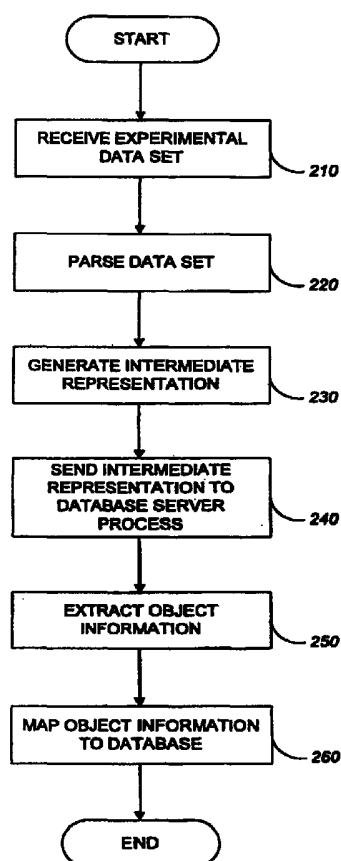 START
RECEIVE EXPERIMENTAL
DATA SET
210
PARSE DATA SET
220
GENERATE INTERMEDIATE
REPRESENTATION
230
SEND INTERMEDIATE
REPRESENTATION TO
DATABASE SERVER
PROCESS
240
EXTRACT OBJECT
INFORMATION
250
MAP OBJECT INFORMATION
TO DATABASE
260
END